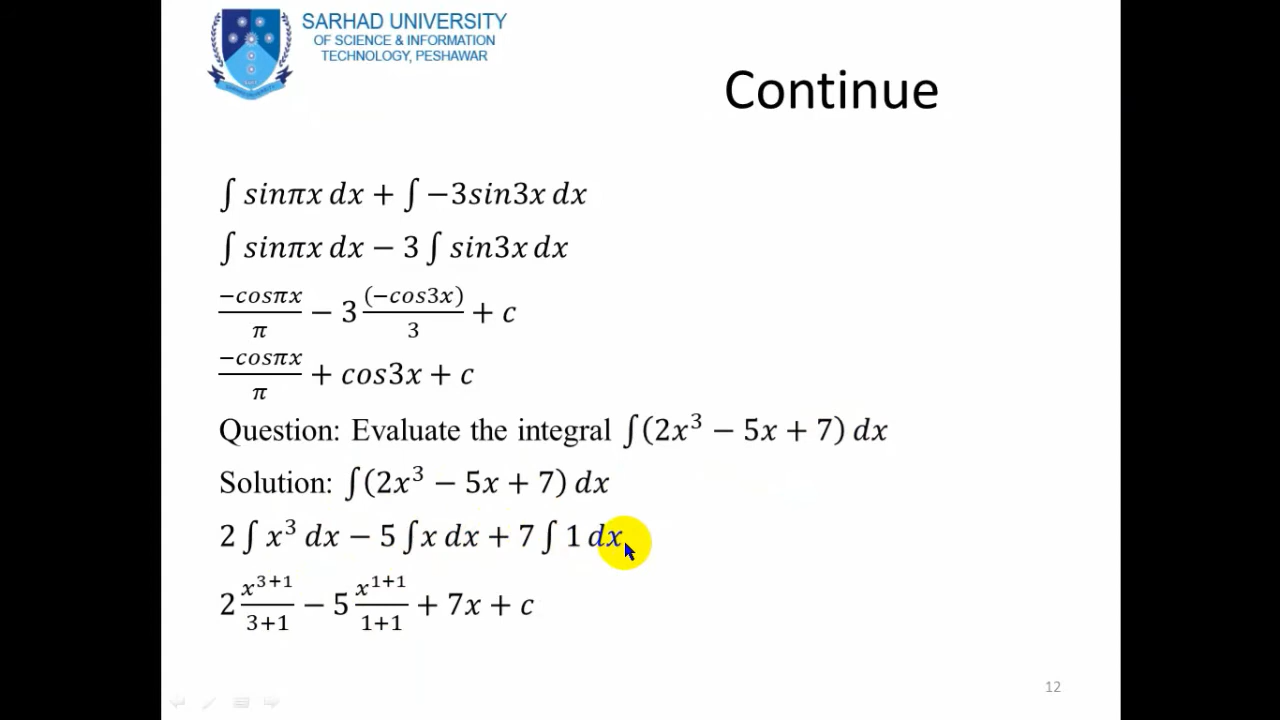 SARHAD UNIVERSITY
OF SCIENCE & INFORMATION
TECHNOLOGY, PESHAWAR
Continue
∫ sinπx dx + ∫ −3sin3x dx
∫ sinπx dx − 3 ∫ sin3x dx
−cosπx/π − 3 (−cos3x)/3 + c
−cosπx/π + cos3x + c
Question: Evaluate the integral ∫(2x³ − 5x + 7) dx
Solution: ∫(2x³ − 5x + 7) dx
2 ∫ x³ dx − 5 ∫ x dx + 7 ∫ 1 dx
2 x³⁺¹/3+1 − 5 x¹⁺¹/1+1 + 7x + c
12